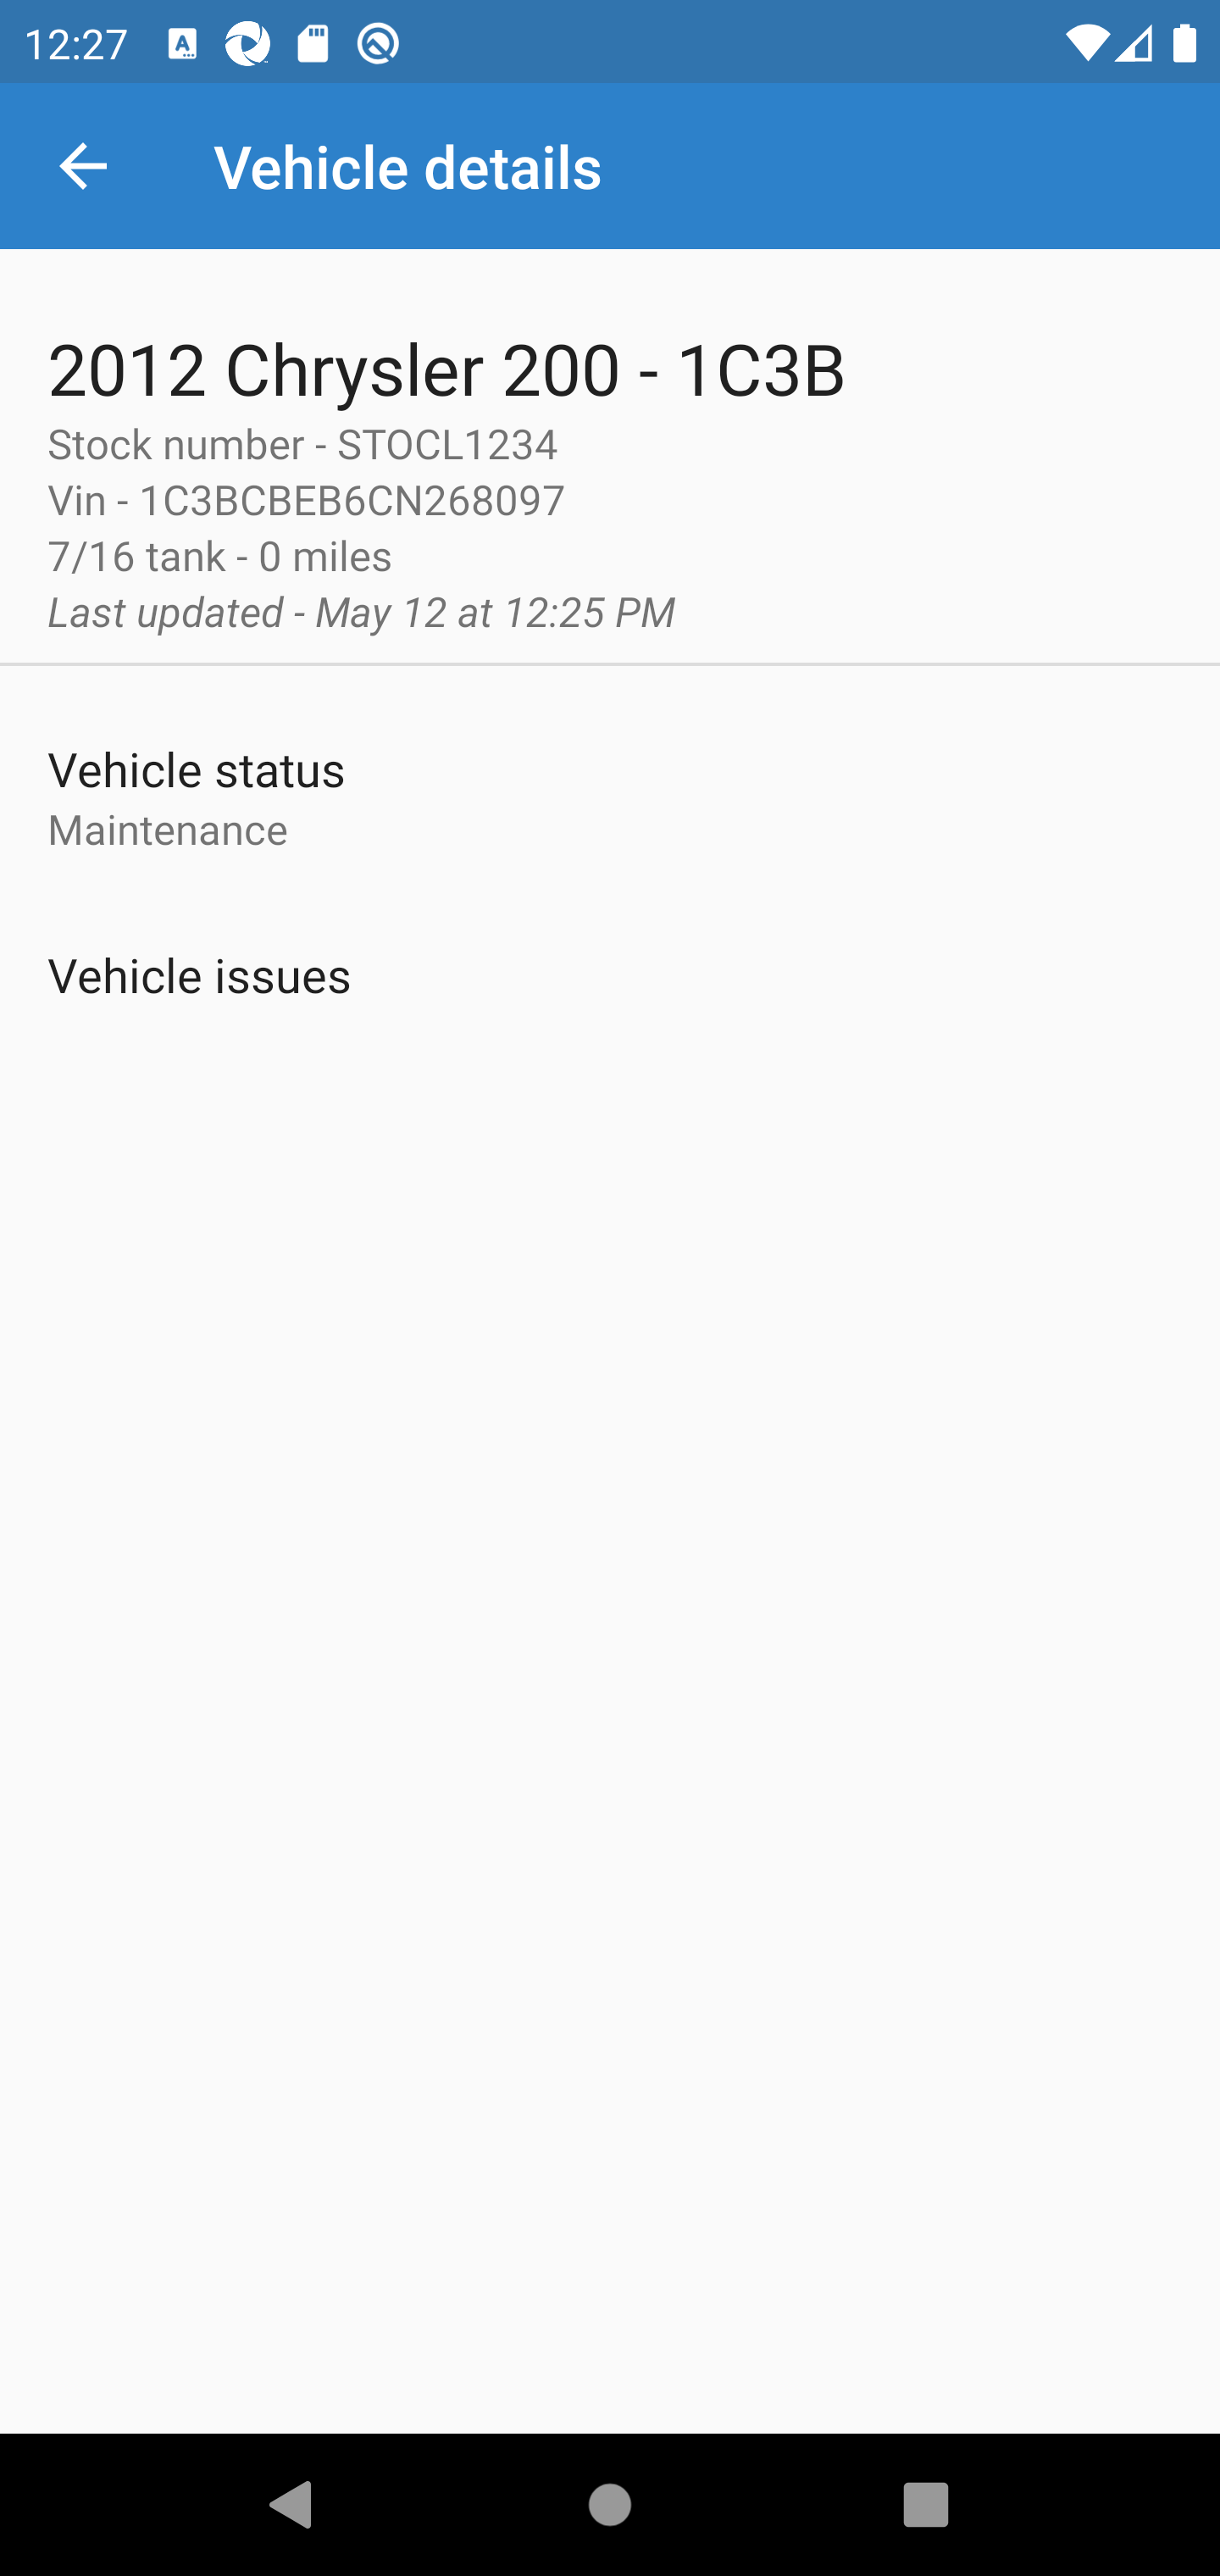 12:27
Vehicle details
2012 Chrysler 200 - 1C3B
Stock number - STOCL1234
Vin - 1C3BCBEB6CN268097
7/16 tank - 0 miles
Last updated - May 12 at 12:25 PM
Vehicle status
Maintenance
Vehicle issues